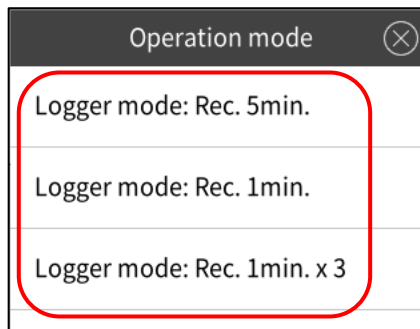 Operation mode
Logger mode: Rec. 5min.
Logger mode: Rec. 1min.
Logger mode: Rec. 1min. x 3